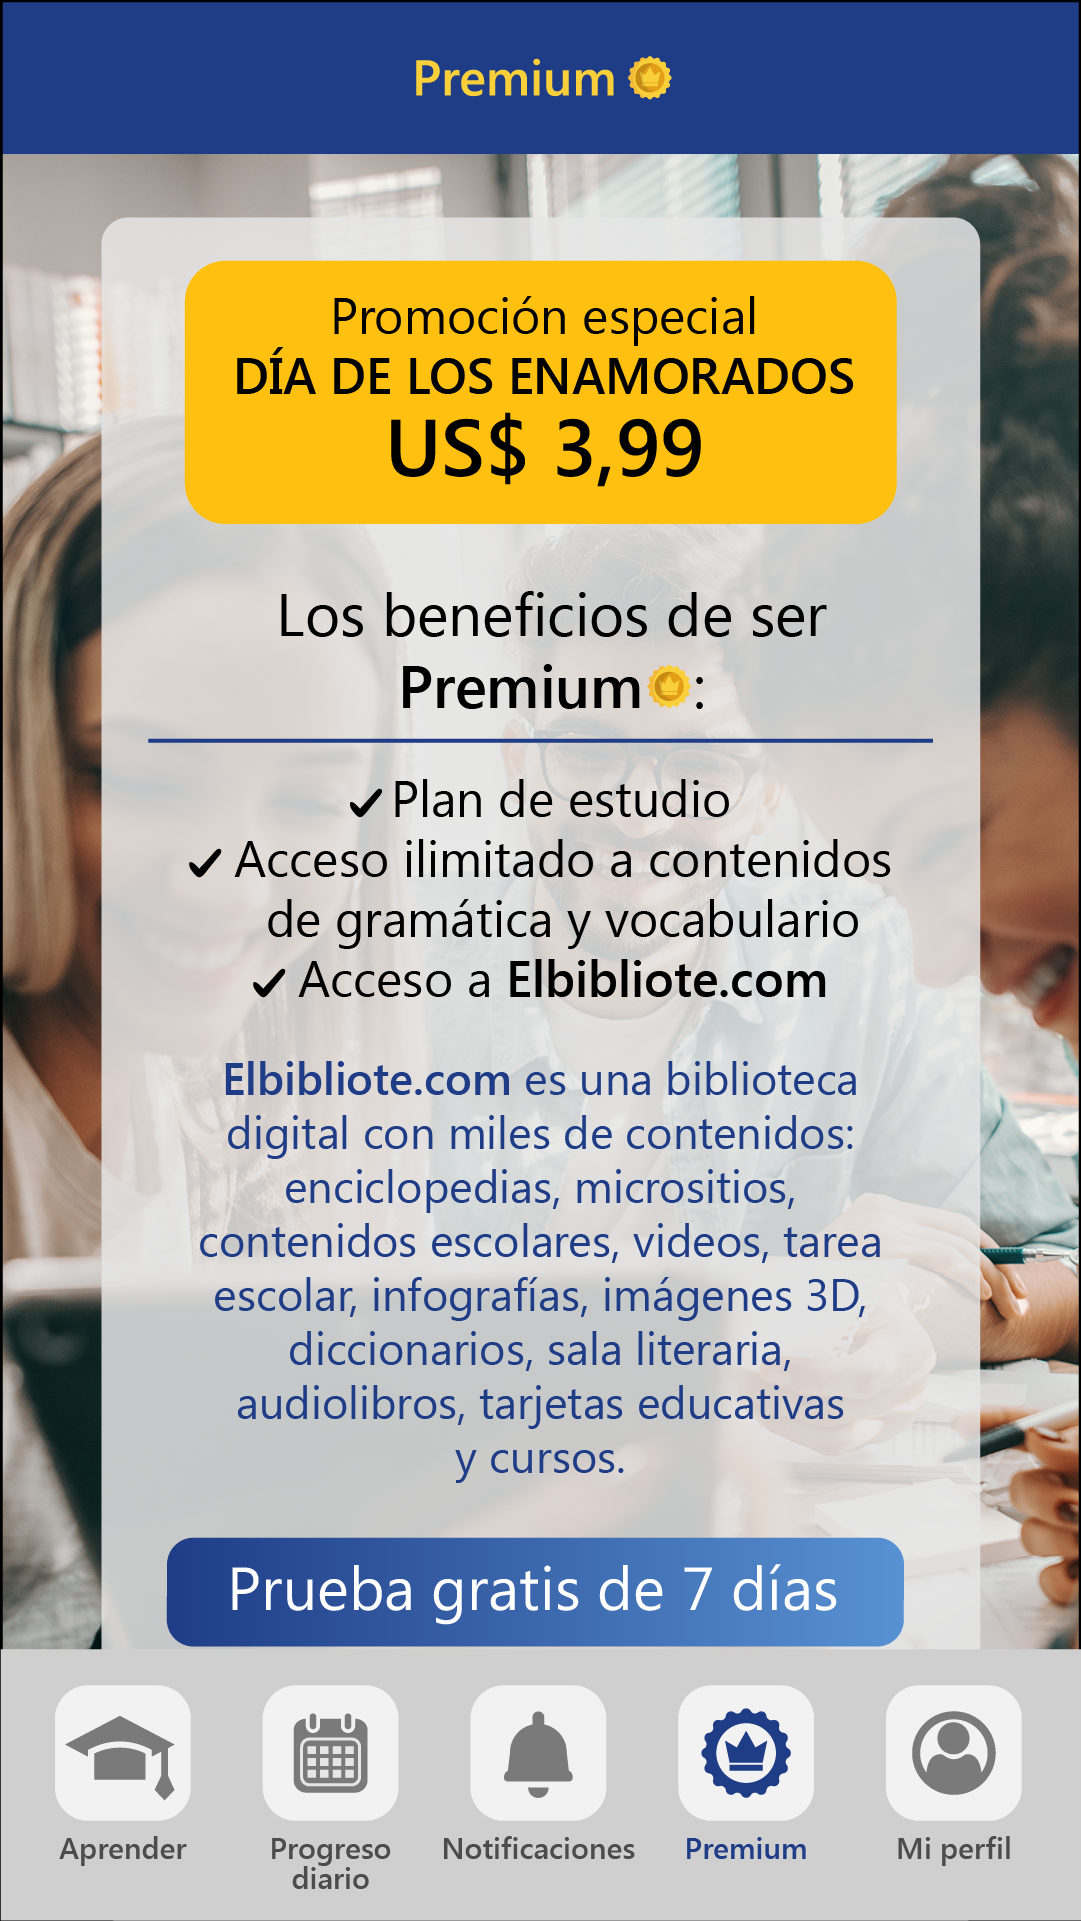 Premium
Promoción especial
DÍA DE LOS ENAMORADOS
US$ 3,99
Los beneficios de ser
Premium:
Plan de estudio
Acceso ilimitado a contenidos
de gramática y vocabulario
Acceso a Elbibliote.com
Elbibliote.com es una biblioteca
digital con miles de contenidos:
enciclopedias, micrositios,
contenidos escolares, videos, tarea
escolar, infografías, imágenes 3D,
diccionarios, sala literaria,
audiolibros, tarjetas educativas
y cursos.
Prueba gratis de 7 días
Aprender
Progreso
diario
Notificaciones
Premium
Mi perfil